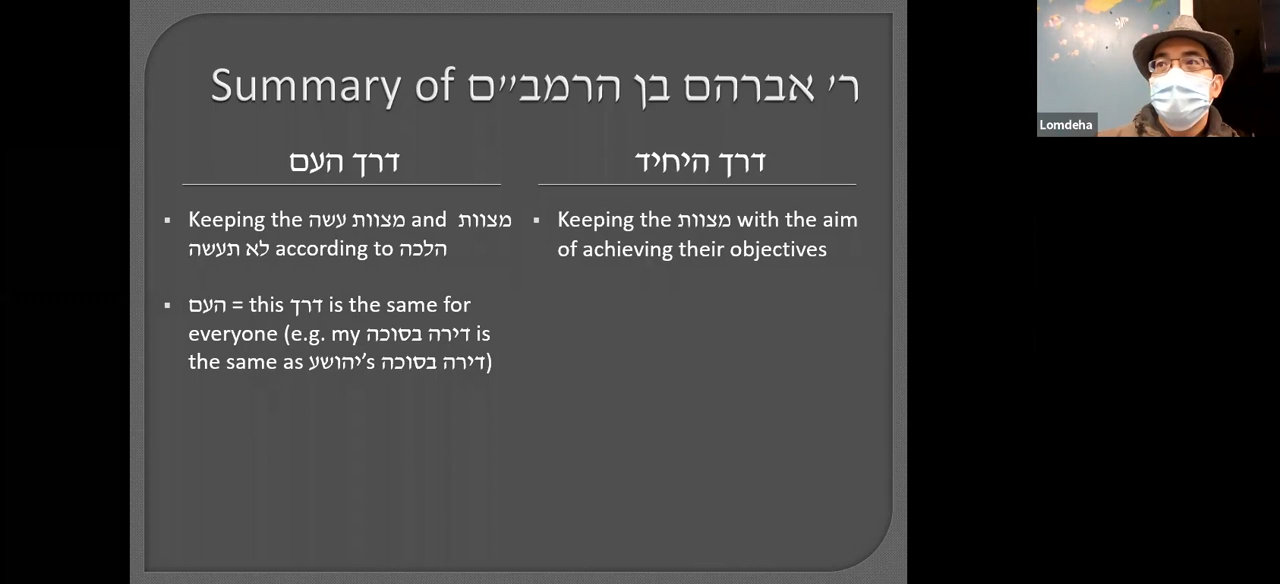 Summary of ר׳ אברהם בן הרמב״ם
דרך העם
Keeping the מצוות עשה and מצוות
לא תעשה according to הלכה
העם = this דרך is the same for
everyone (e.g. my דירה בסוכה is
the same as יהושע’s דירה בסוכה)
דרך היחיד
Keeping the מצוות with the aim
of achieving their objectives
Lomdeha